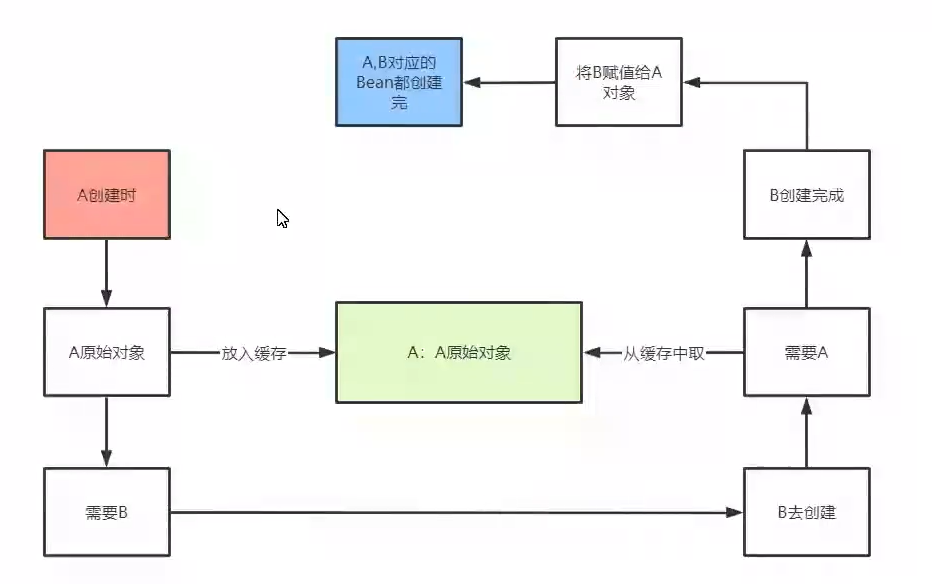 A,B对应的
Bean都创建
完
将B赋值给A
对象
A创建时
B创建完成
A原始对象
放入缓存
A：A原始对象
从缓存中取
需要A
需要B
B去创建